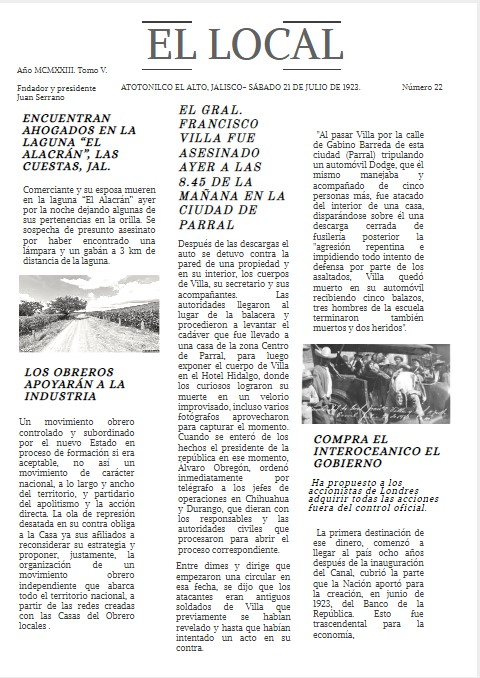 EL LOCAL
Año MCMXXIII. Tomo V.
Fndador y presidente
Juan Serrano
ATOTONILCO EL ALTO, JALISCO- SÁBADO 21 DE JULIO DE 1923.
Número 22
ENCUENTRAN
AHOGADOS EN LA
LAGUNA “EL
ALACRÁN”, LAS
CUESTAS, JAL.
Comerciante y su esposa mueren
en la laguna “El Alacrán” ayer
por la noche dejando algunas de
sus pertenencias en la orilla. Se
sospecha de presunto asesinato
por haber encontrado una
lámpara y un gabán a 3 km de
distancia de la laguna.
LOS OBREROS
APOYARÁN A LA
INDUSTRIA
Un movimiento obrero
controlado y subordinado
por el nuevo Estado en
proceso de formación si era
aceptable, no así un
movimiento de carácter
nacional, a lo largo y ancho
del territorio, y partidario
del apolitismo y la acción
directa. La ola de represión
desatada en su contra obliga
a la Casa ya sus afiliados a
reconsiderar su estrategia y
proponer, justamente, la
organización de un
movimiento obrero
independiente que abarca
todo el territorio nacional, a
partir de las redes creadas
con las Casas del Obrero
locales .
EL GRAL.
FRANCISCO
VILLA FUE
ASESINADO
AYER A LAS
8.45 DE LA
MAÑANA EN LA
CIUDAD DE
PARRAL
Después de las descargas el
auto se detuvo contra la
pared de una propiedad y
en su interior, los cuerpos
de Villa, su secretario y sus
acompañantes. Las
autoridades llegaron al
lugar de la balacera y
procedieron a levantar el
cadáver que fue llevado a
una casa de la zona Centro
de Parral, para luego
exponer el cuerpo de Villa
en el Hotel Hidalgo, donde
los curiosos lograron su
muerte en un velorio
improvisado, incluso varios
fotógrafos aprovecharon
para capturar el momento.
Cuando se enteró de los
hechos el presidente de la
república en ese momento,
Alvaro Obregón, ordenó
inmediatamente por
telégrafo a los jefes de
operaciones en Chihuahua
y Durango, que dieran con
los responsables y las
autoridades civiles que
procesaron para abrir el
proceso correspondiente.
Entre dimes y dirige que
empezaron una circular en
esa fecha, se dijo que los
atacantes eran antiguos
soldados de Villa que
previamente se habían
revelado y hasta que habían
intentado un acto en su
contra.
"Al pasar Villa por la calle
de Gabino Barreda de esta
ciudad (Parral) tripulando
un automóvil Dodge, que él
mismo manejaba y
acompañado de cinco
personas más, fue atacado
del interior de una casa,
disparándose sobre él una
descarga cerrada de
fusilería posterior la
"agresión repentina e
impidiendo todo intento de
defensa por parte de los
asaltados, Villa quedó
muerto en su automóvil
recibiendo cinco balazos,
tres hombres de la escuela
terminaron también
muertos y dos heridos".
COMPRA EL
INTEROCEANICO EL
GOBIERNO
Ha propuesto a los
accionistas de Londres
adquirir todas las acciones
fuera del control oficial.
La primera destinación de
ese dinero, comenzó a
llegar al país ocho años
después de la inauguración
del Canal, cubrió la parte
que la Nación aportó para
la creación, en junio de
1923, del Banco de la
República. Esto fue
trascendental para la
economía,